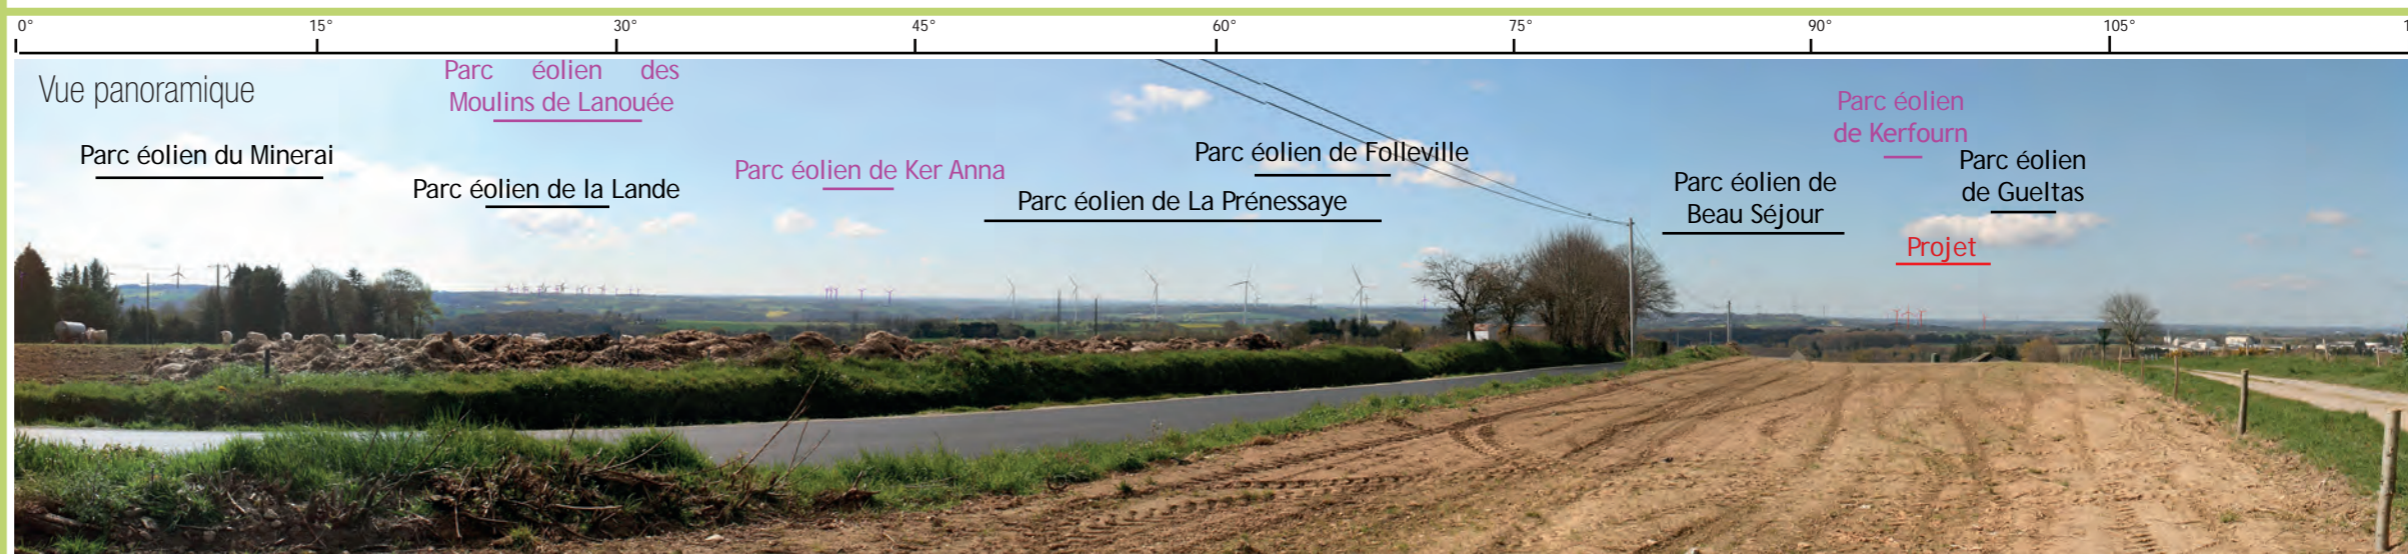 0° 15° 30° 45° 60° 75° 90° 105°
Vue panoramique
Parc éolien du Minerai
Parc éolien des
Moulins de Lanouée
Parc éolien de la Lande
Parc éolien de Ker Anna
Parc éolien de La Prénessaye
Parc éolien de Folleville
Parc éolien de
Beau Séjour
Parc éolien
de Kerfourn
Projet
Parc éolien
de Gueltas